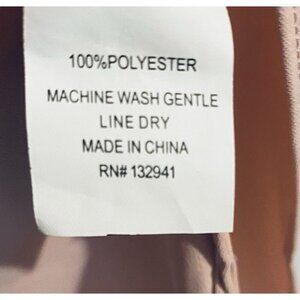 100%POLYESTER
MACHINE WASH GENTLE
LINE DRY
MADE IN CHINA
RN# 132941